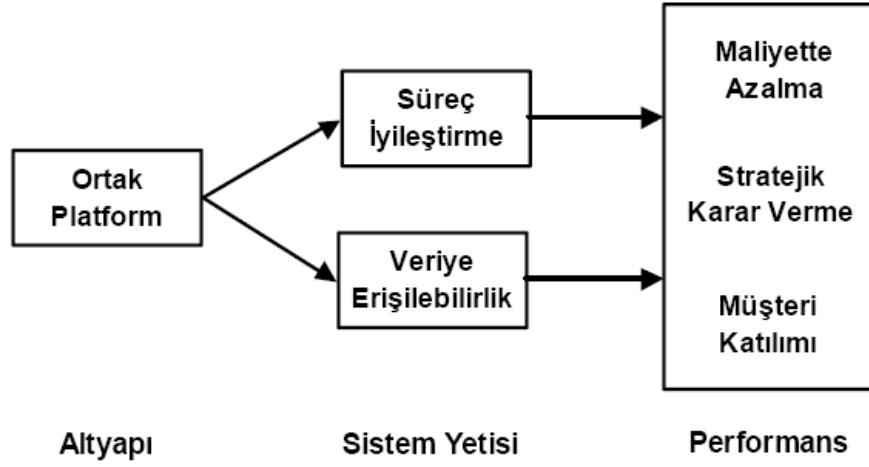 Ortak
Platform
Süreç
İyileştirme
Veriye
Erişilebilirlik
Maliyette
Azalma
Stratejik
Karar Verme
Müşteri
Katılımı
Altyapı
Sistem Yetisi
Performans